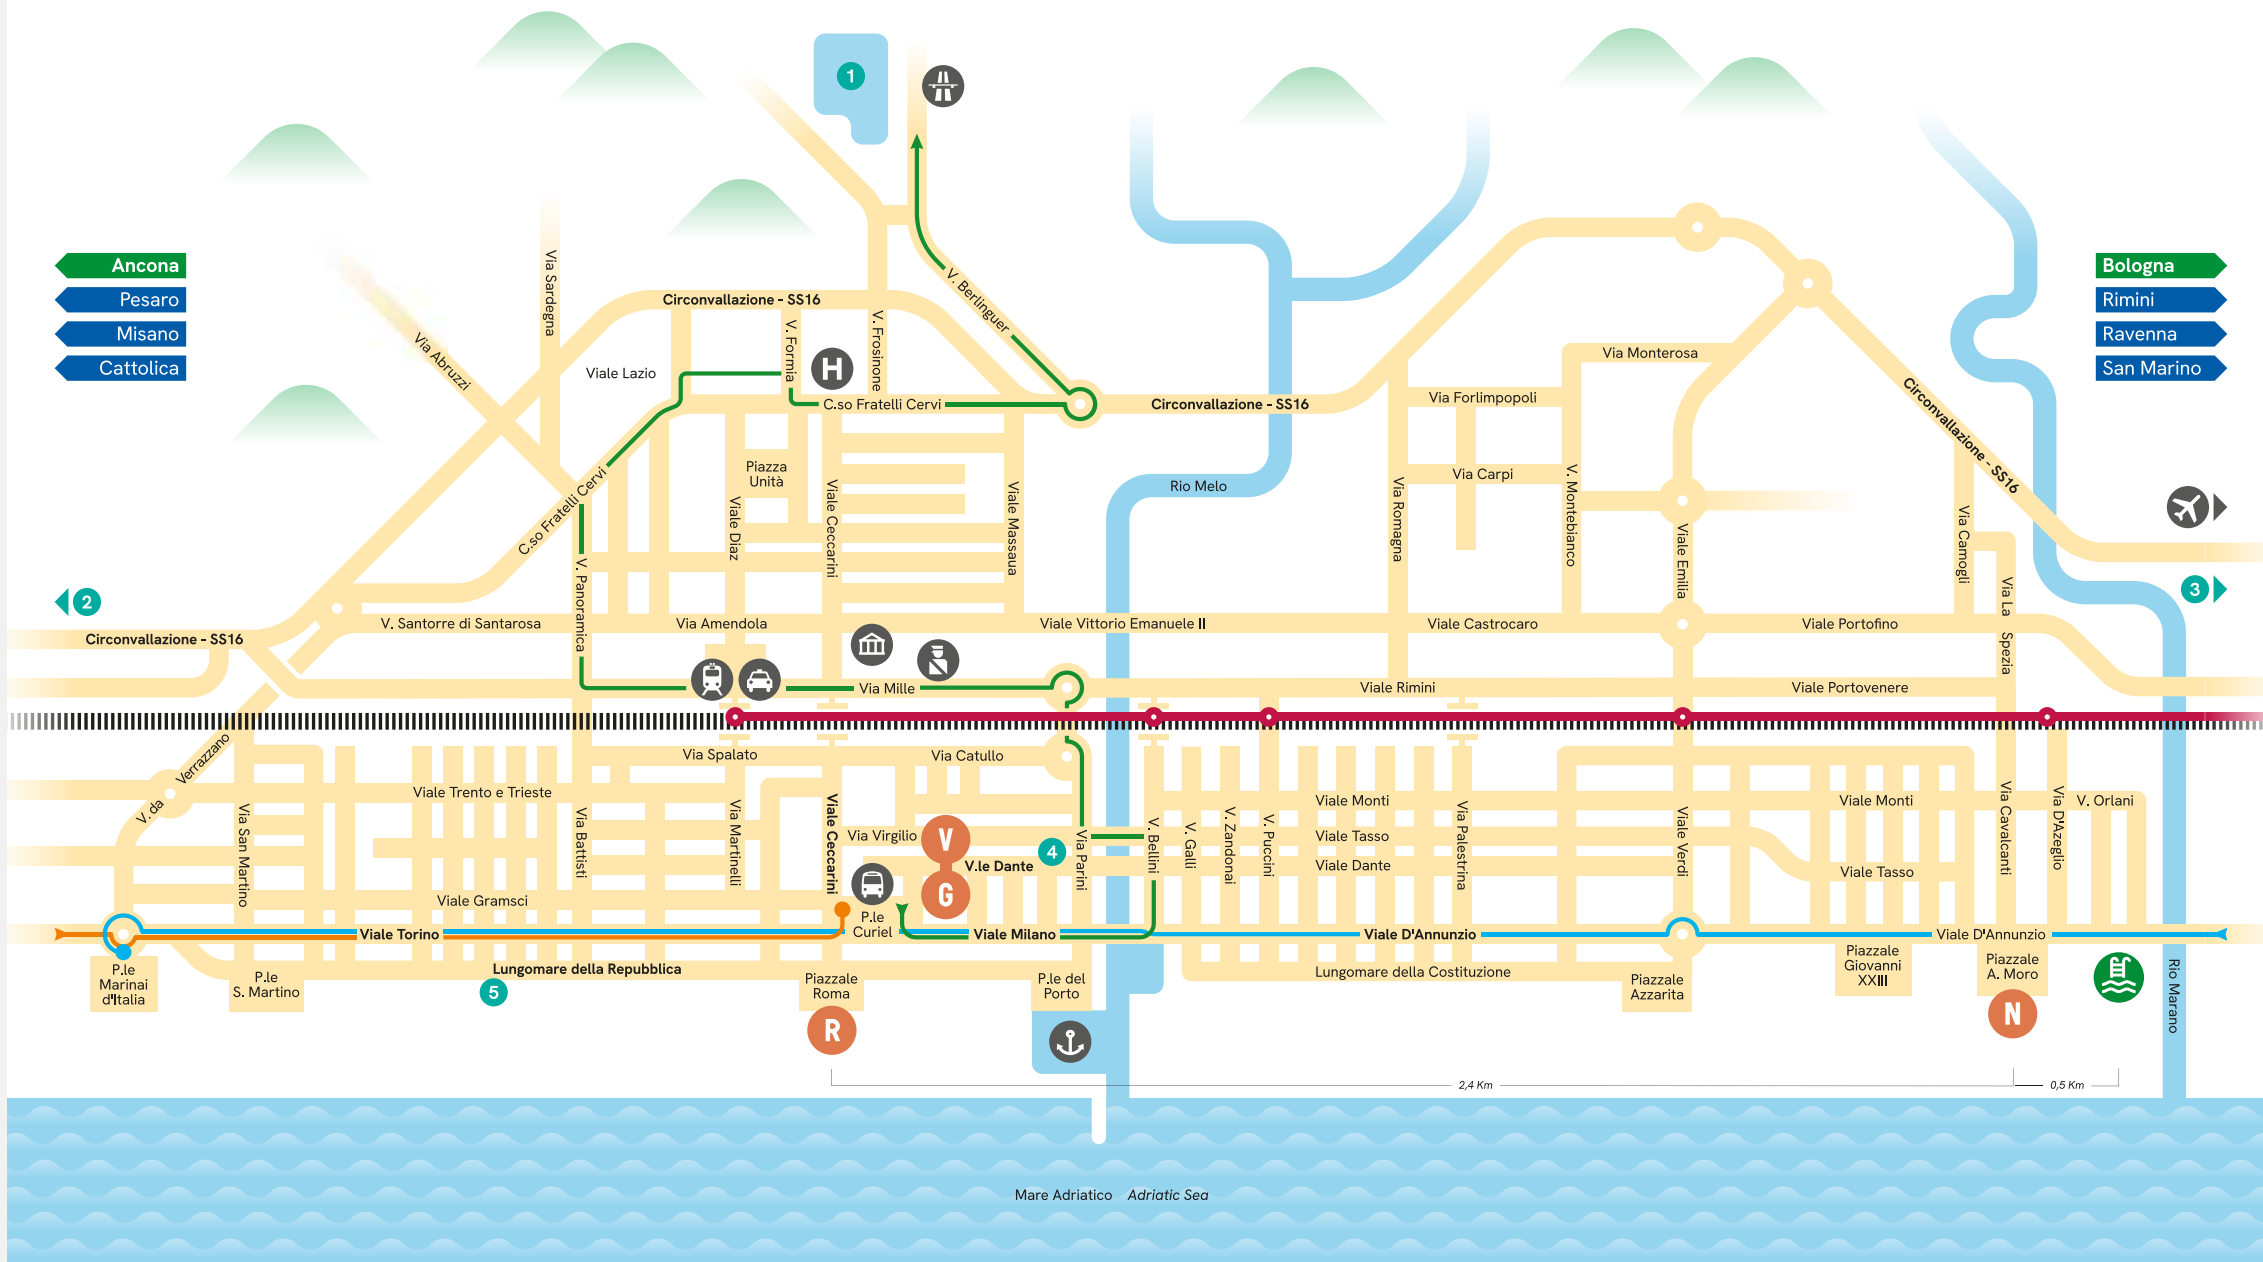 1
Ancona
Pesaro
Misano
Cattolica
Bologna
Rimini
Ravenna
San Marino
Via Sardegna
Via Abruzzi
Circonvallazione - SS16
V. Berlinguer
V. Formia
V. Frosinone
Viale Lazio
H
C.so Fratelli Cervi
Circonvallazione - SS16
Via Monterosa
Via Forlimpopoli
Via Carpi
Circonvallazione - SS16
Piazza
Unità
C.so Fratelli Cervi
Viale Diaz
Viale Ceccarini
Viale Massaua
Rio Melo
Via Romagna
V. Montebianco
Viale Emilia
Via Camogli
Via La Spezia
2
3
V. Panoramica
Circonvallazione - SS16
V. Santorre di Santarosa
Via Amendola
Viale Vittorio Emanuele II
Viale Castrocaro
Viale Portofino
Via Mille
Viale Rimini
Viale Portovenere
V. da Verrazzano
Via Spalato
Via Catullo
Viale Trento e Trieste
Viale Monti
Viale Monti
V. Orlani
Via San Martino
Via Battisti
Via Martinelli
Viale Ceccarini
Via Virgilio
V
4
Via Parini
V. Bellini
V. Galli
V. Zandonai
V. Puccini
Viale Tasso
Via Palestrina
Viale Verdi
Via Cavalcanti
Via D'Azeglio
V.le Dante
Viale Dante
Viale Tasso
G
Viale Gramsci
P.le
Curiel
Viale Torino
Viale Milano
Viale D'Annunzio
Viale D'Annunzio
P.le
Marinai
d'Italia
P.le
S. Martino
Lungomare della Repubblica
5
Piazzale
Roma
P.le del
Porto
Lungomare della Costituzione
Piazzale
Azzarita
Piazzale
Giovanni
XXIII
Piazzale
A. Moro
Rio Marano
R
N
2,4 Km
0,5 Km
Mare Adriatico Adriatic Sea